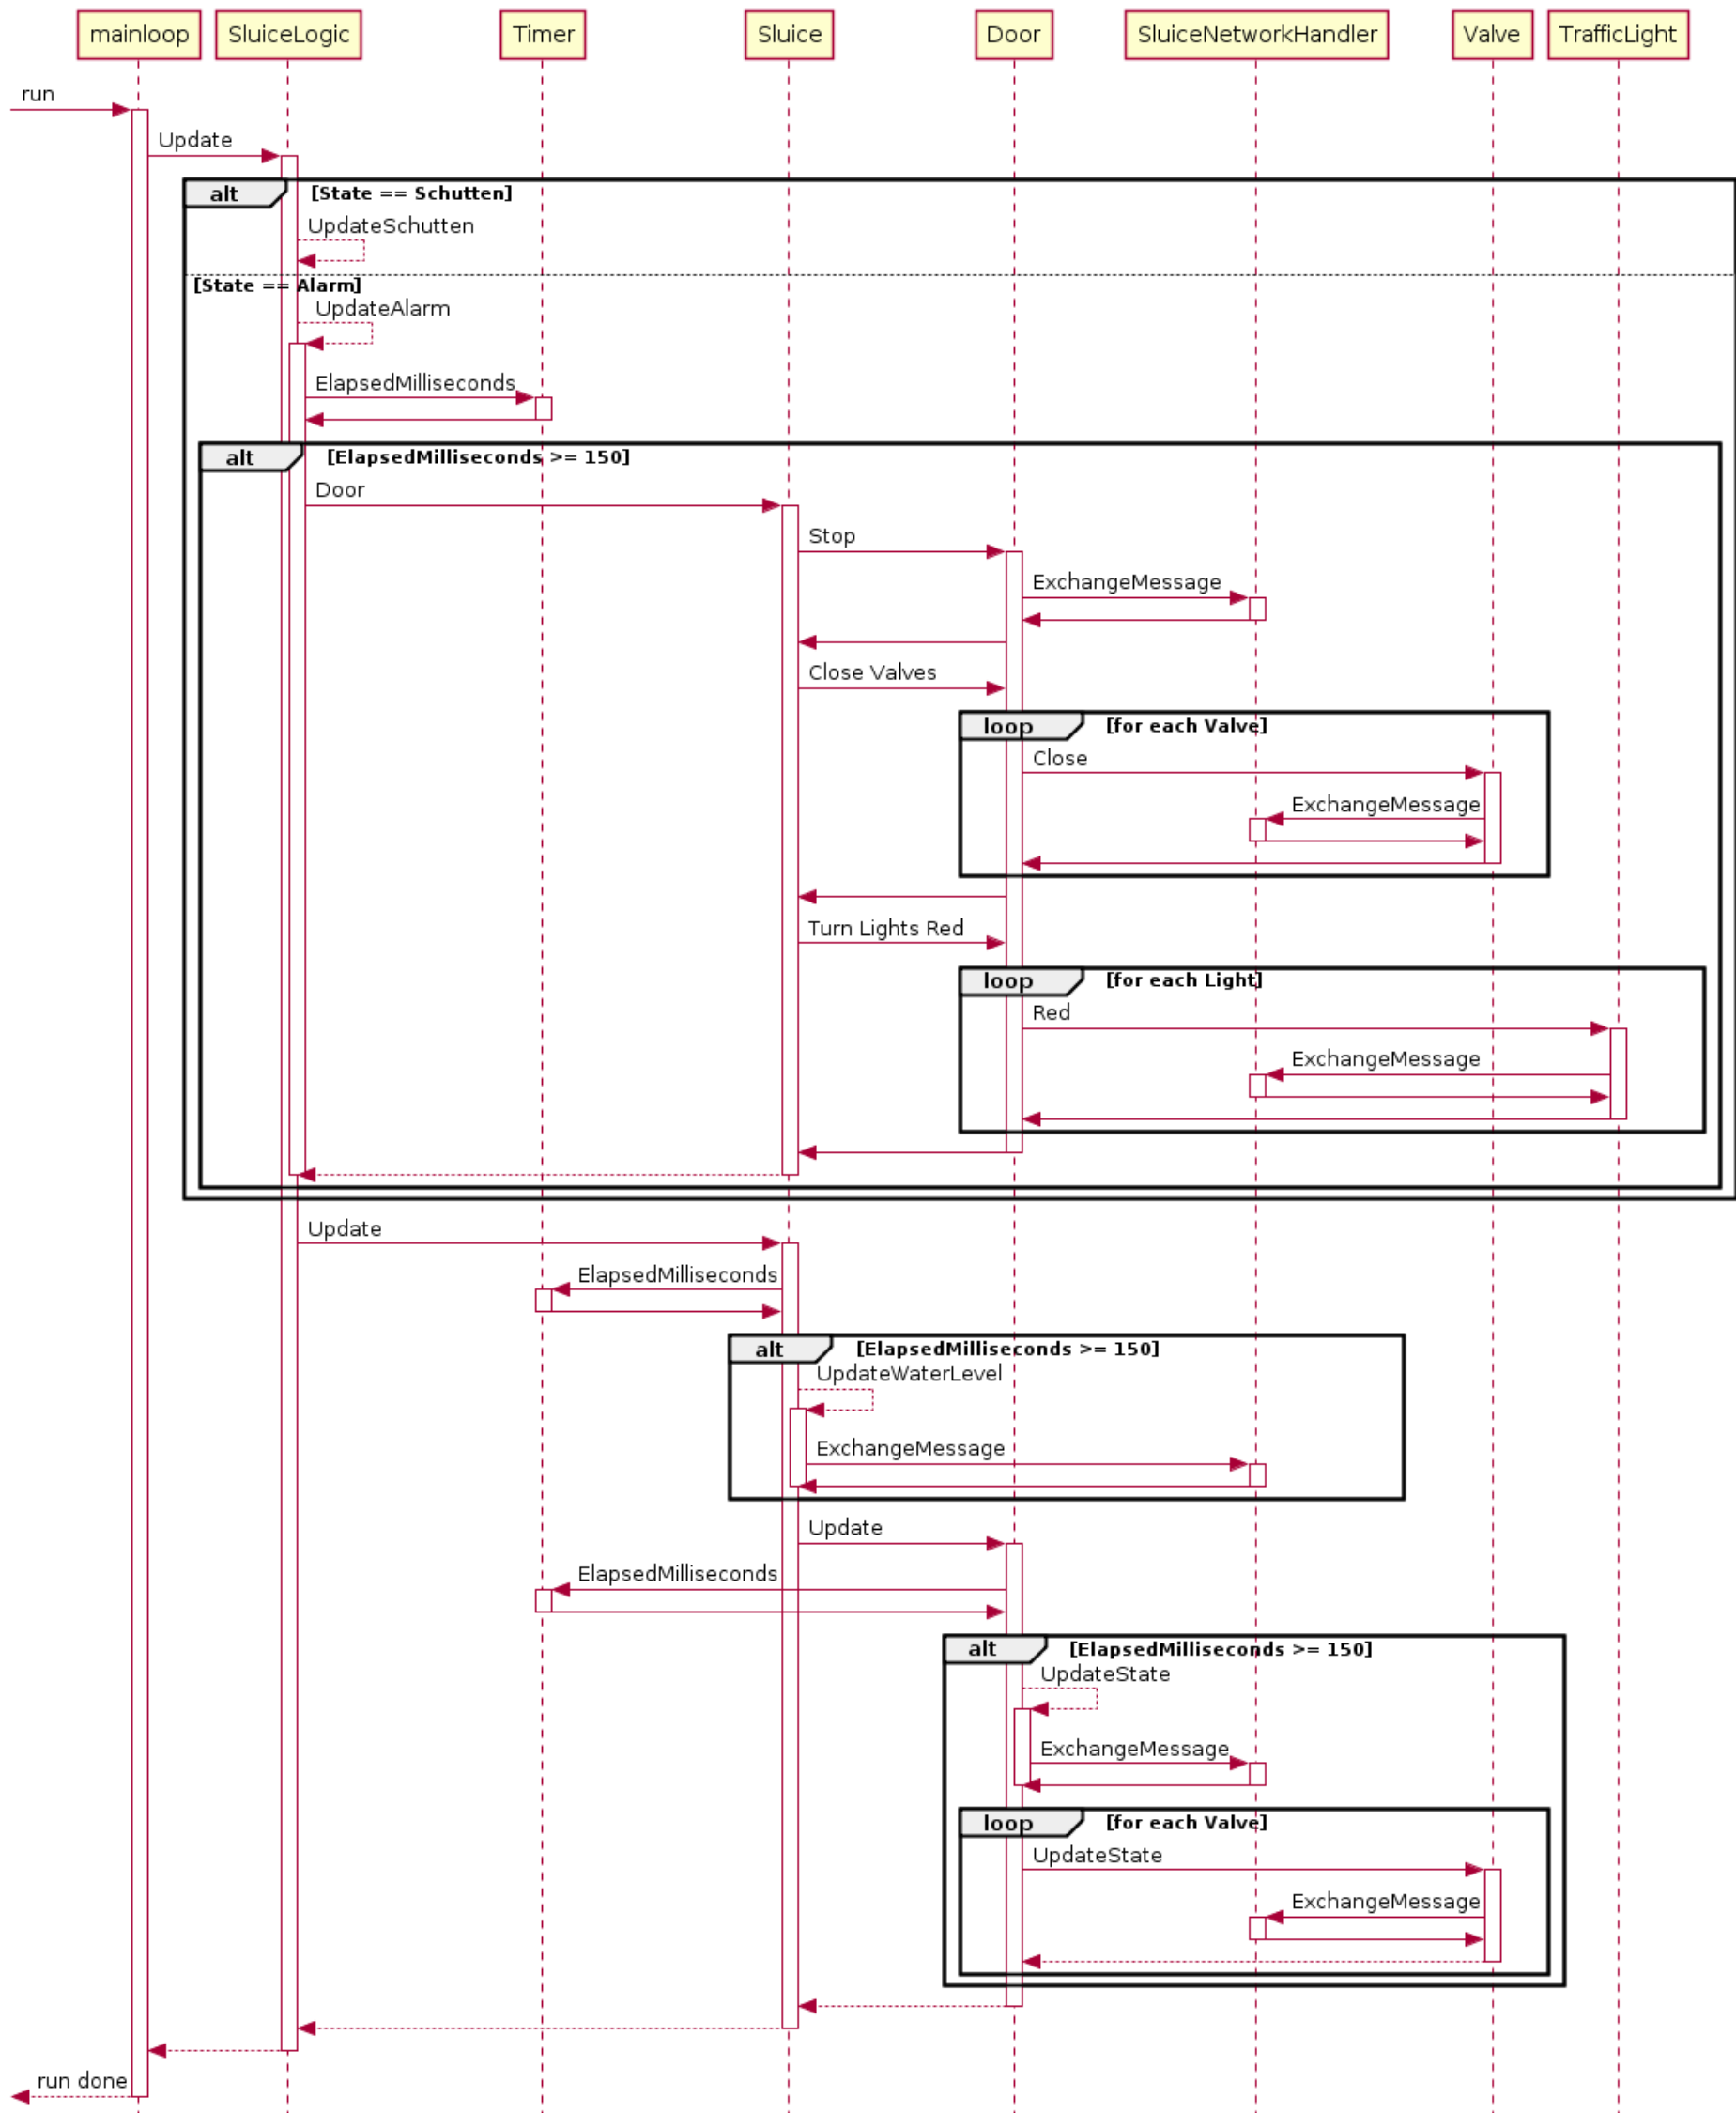 mainloop SluiceLogic Timer Sluice Door SluiceNetworkHandler Valve TrafficLight
run
Update
alt [State == Schutten]
UpdateSchutten
[State == Alarm]
UpdateAlarm
ElapsedMilliseconds
alt [ElapsedMilliseconds >= 150]
Door
Stop
ExchangeMessage
Close Valves
loop [for each Valve]
Close
ExchangeMessage
Turn Lights Red
loop [for each Light]
Red
ExchangeMessage
Update
ElapsedMilliseconds
alt [ElapsedMilliseconds >= 150]
UpdateWaterLevel
ExchangeMessage
Update
ElapsedMilliseconds
alt [ElapsedMilliseconds >= 150]
UpdateState
ExchangeMessage
loop [for each Valve]
UpdateState
ExchangeMessage
run done